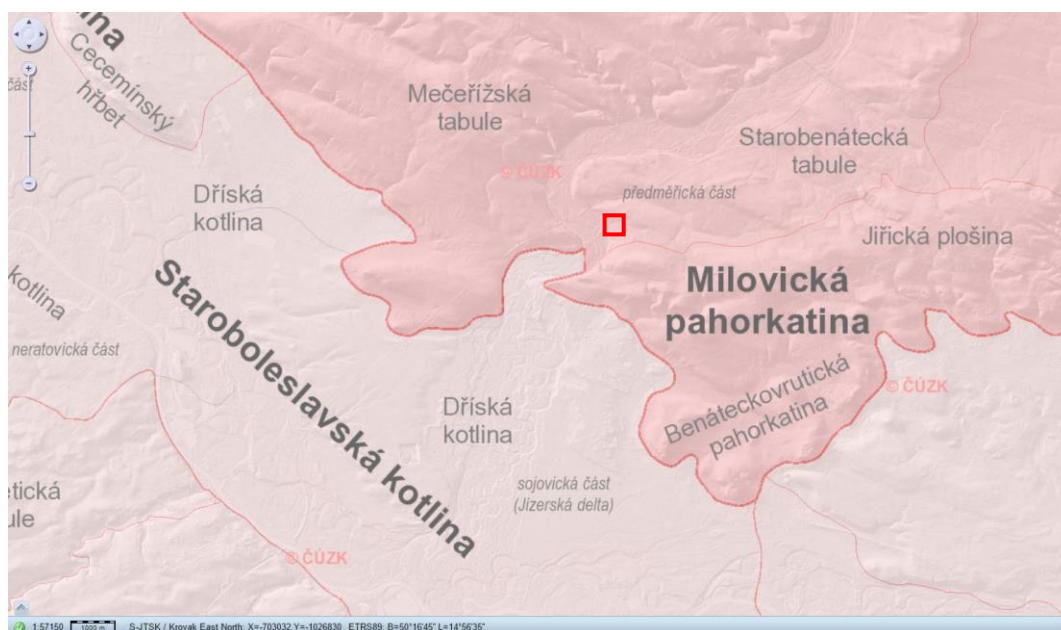 ina
Cecemínský
hřbet
část
Mečeřížská
tabule
Starobenátecká
tabule
© ČÚZK
předměřická část
Dříská
kotlina
Jiřická plošina
kotlina
Staroboleslavská kotlina
Milovická
pahorkatina
neratovická část
© ČÚZK
Benáteckovrutická
pahorkatina
Dříská
kotlina
sojovická část
(Jizerská delta)
etická
ule
© ČÚZK
1:57150 1000 m S-JTSK / Krovak East North: X=-703032 Y=-1026830 ETRS89: B=50°16'45" L=14°56'35"